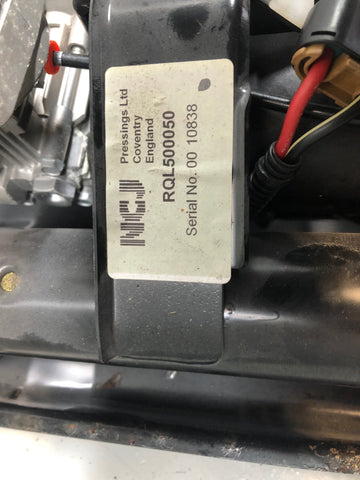 Pressings Ltd
Coventry
England
RQL500050
Serial No. 00 10838